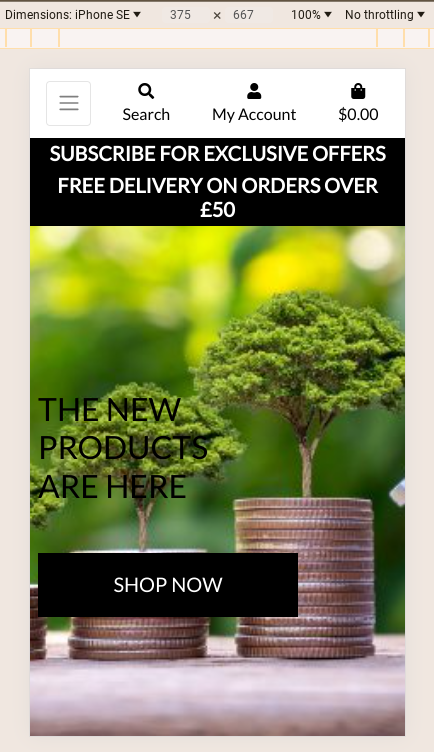 Dimensions: iPhone SE ▼ 375 × 667 100% ▼ No throttling ▼
Search My Account $0.00
SUBSCRIBE FOR EXCLUSIVE OFFERS
FREE DELIVERY ON ORDERS OVER
£50
THE NEW
PRODUCTS
ARE HERE
SHOP NOW